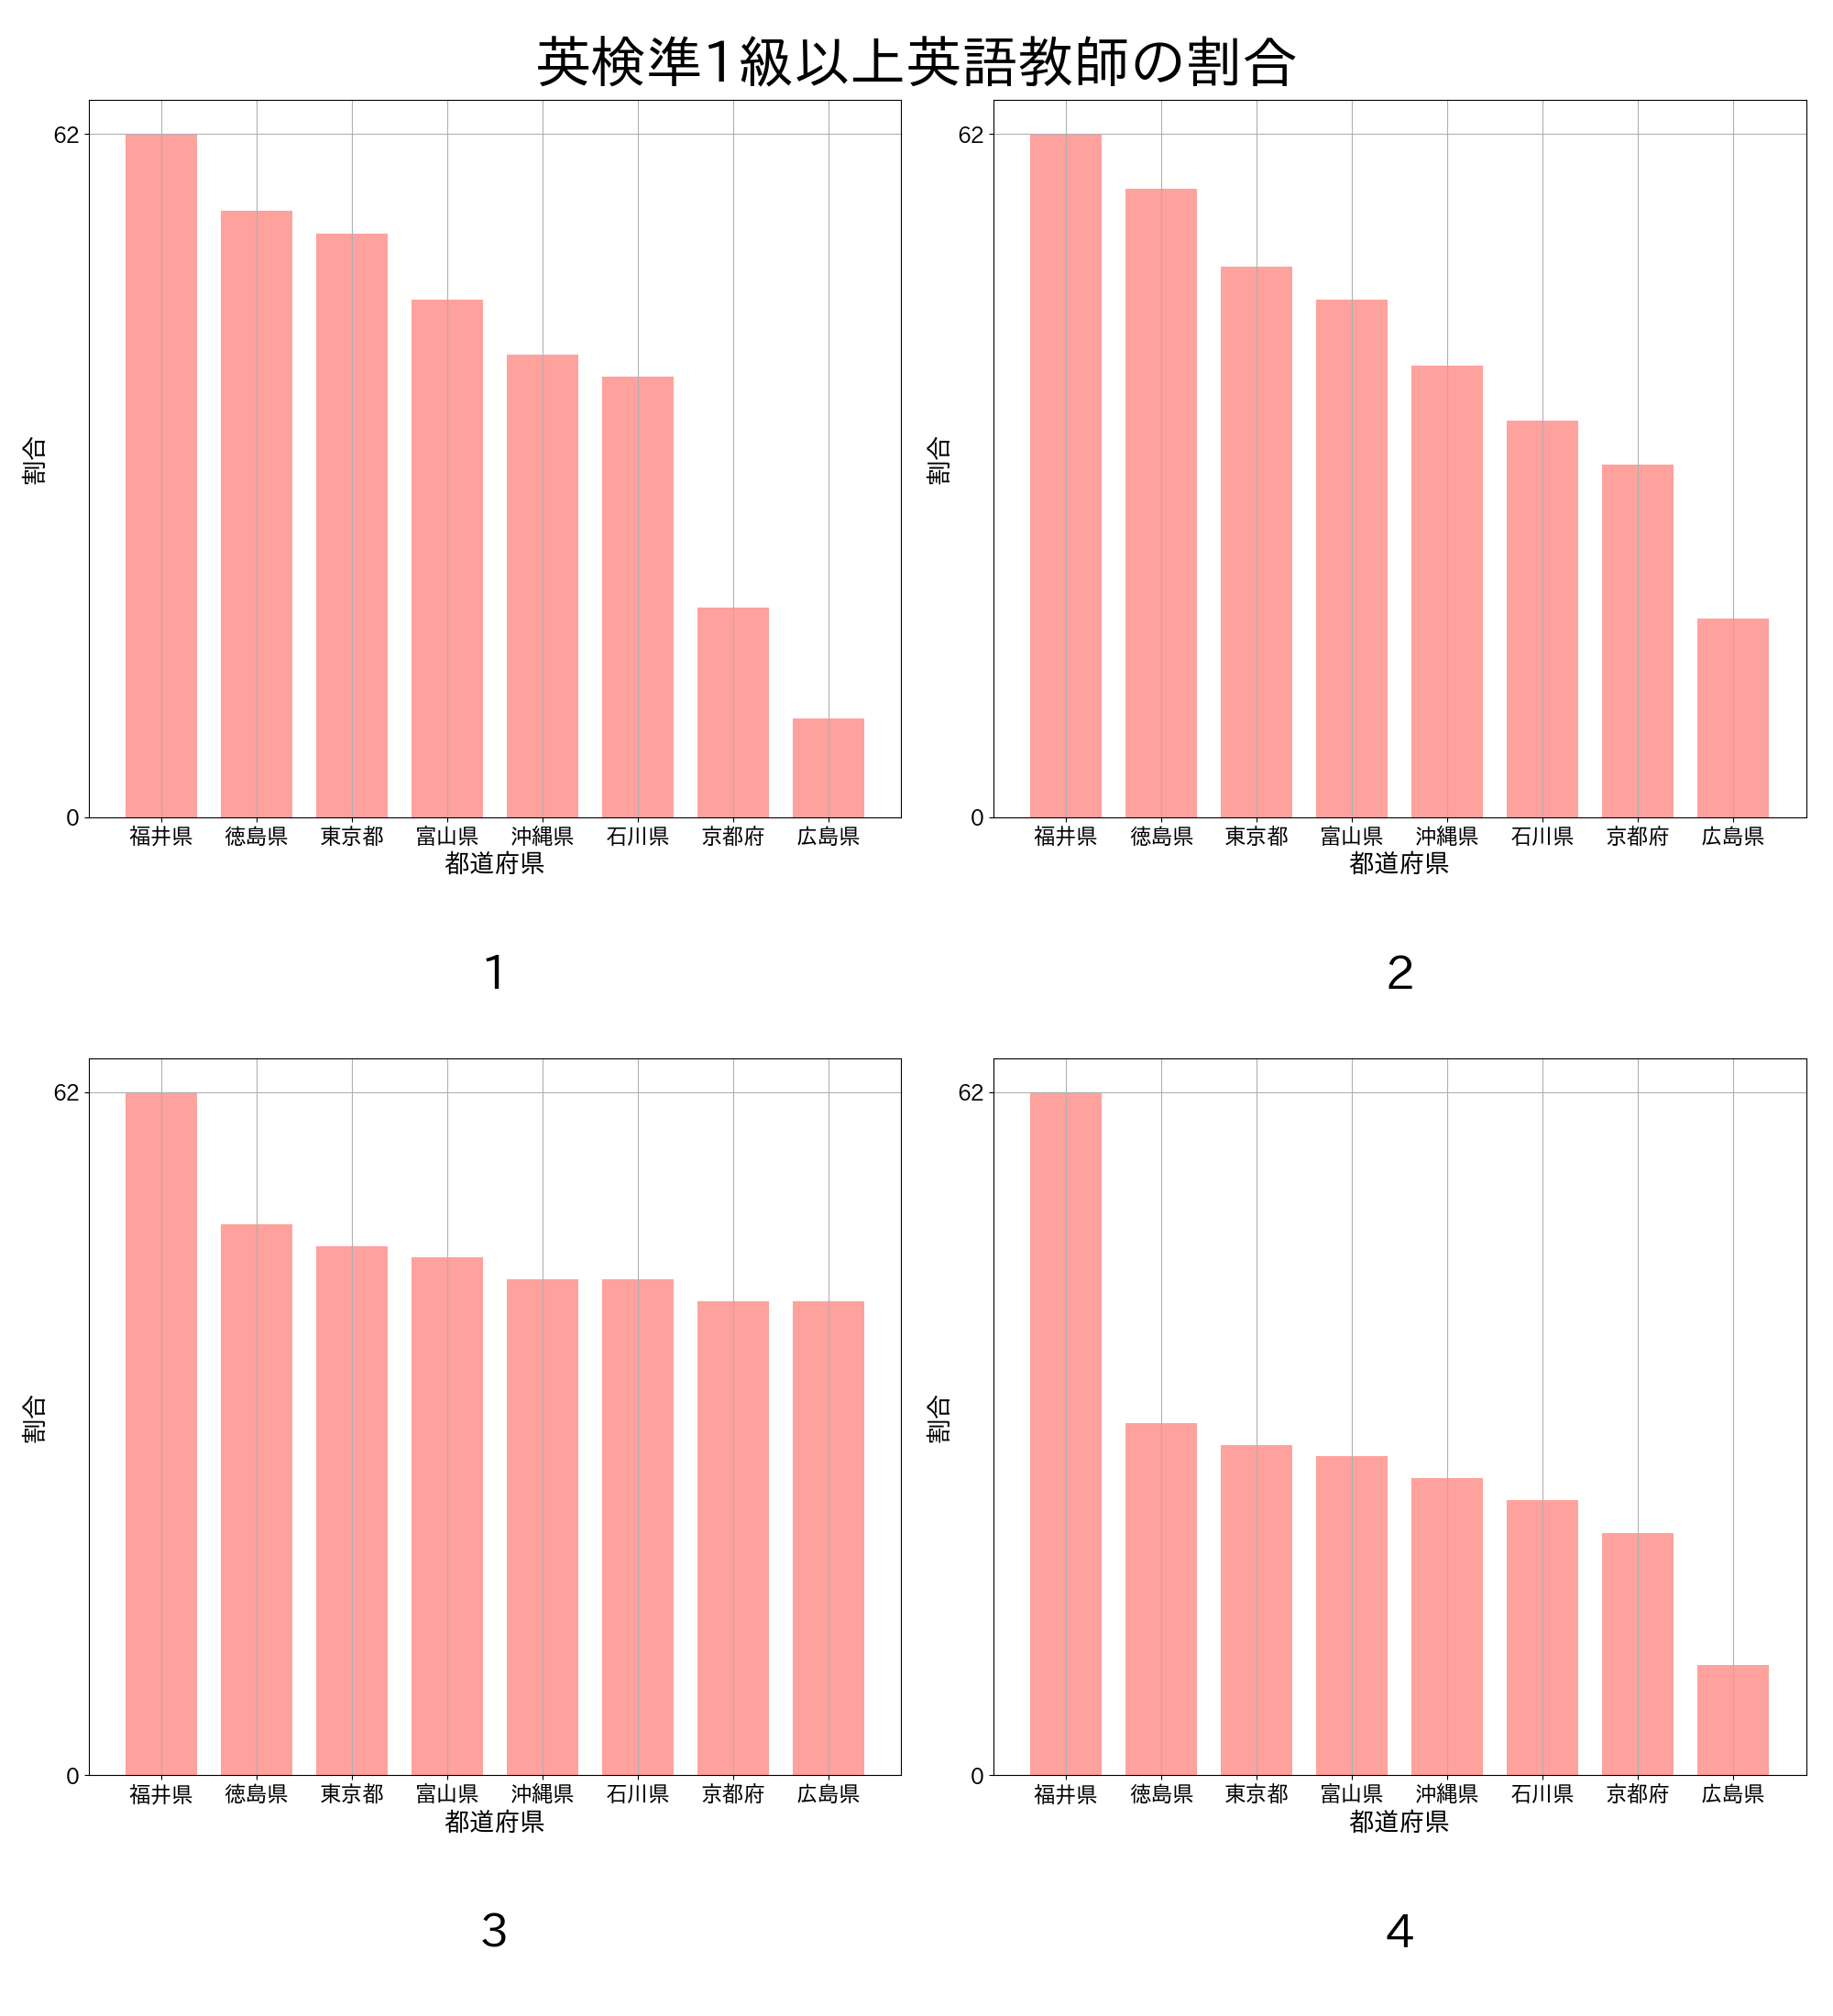 英検準1級以上英語教師の割合
62
0
割合
福井県 徳島県 東京都 富山県 沖縄県 石川県 京都府 広島県
都道府県
1
62
0
割合
福井県 徳島県 東京都 富山県 沖縄県 石川県 京都府 広島県
都道府県
2
62
0
割合
福井県 徳島県 東京都 富山県 沖縄県 石川県 京都府 広島県
都道府県
3
62
0
割合
福井県 徳島県 東京都 富山県 沖縄県 石川県 京都府 広島県
都道府県
4